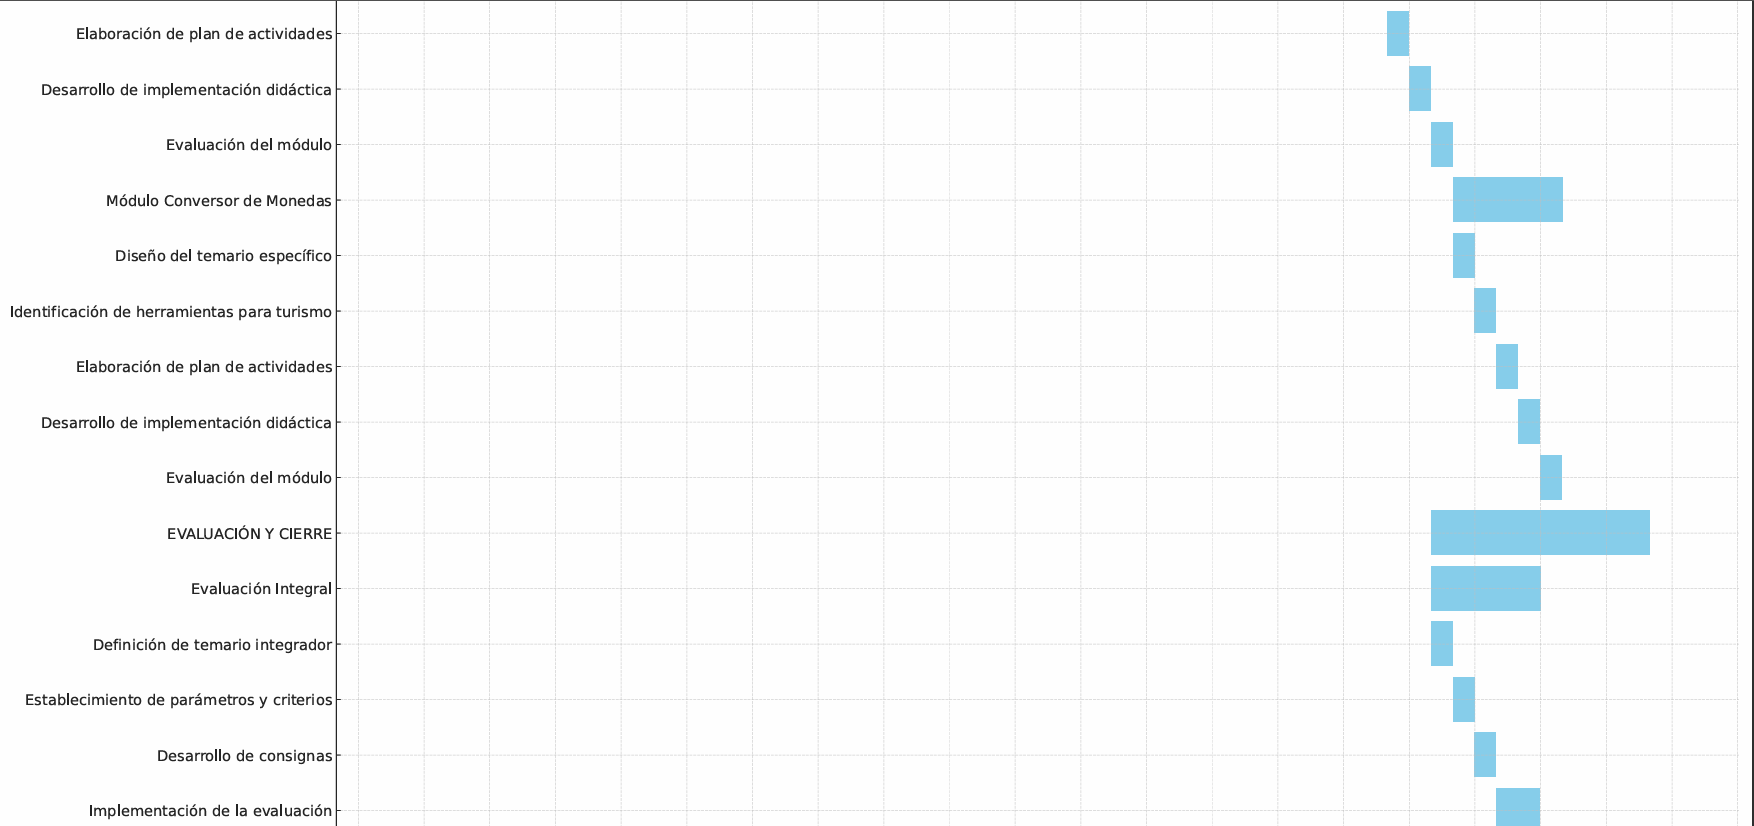 Elaboración de plan de actividades
Desarrollo de implementación didáctica
Evaluación del módulo
Módulo Conversor de Monedas
Diseño del temario específico
Identificación de herramientas para turismo
Elaboración de plan de actividades
Desarrollo de implementación didáctica
Evaluación del módulo
EVALUACIÓN Y CIERRE
Evaluación Integral
Definición de temario integrador
Establecimiento de parámetros y criterios
Desarrollo de consignas
Implementación de la evaluación